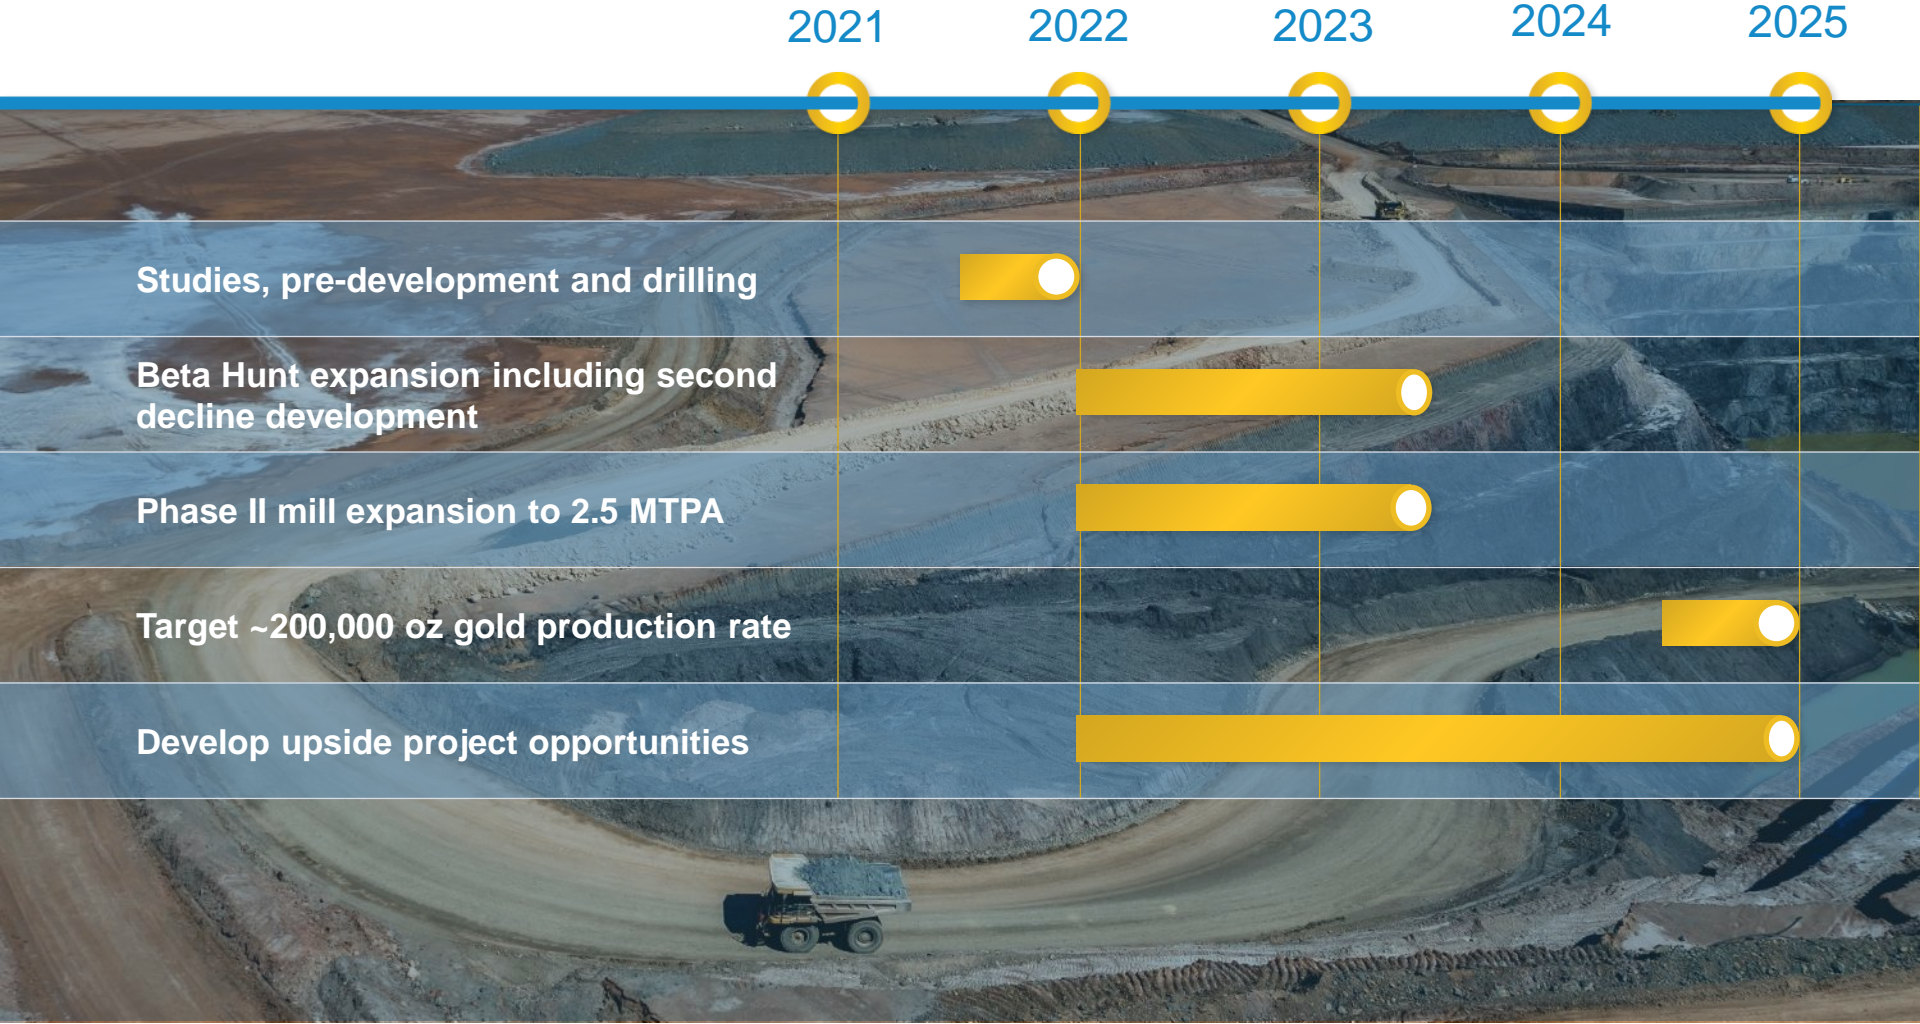 2021 2022 2023 2024 2025
Studies, pre-development and drilling
Beta Hunt expansion including second
decline development
Phase II mill expansion to 2.5 MTPA
Target ~200,000 oz gold production rate
Develop upside project opportunities